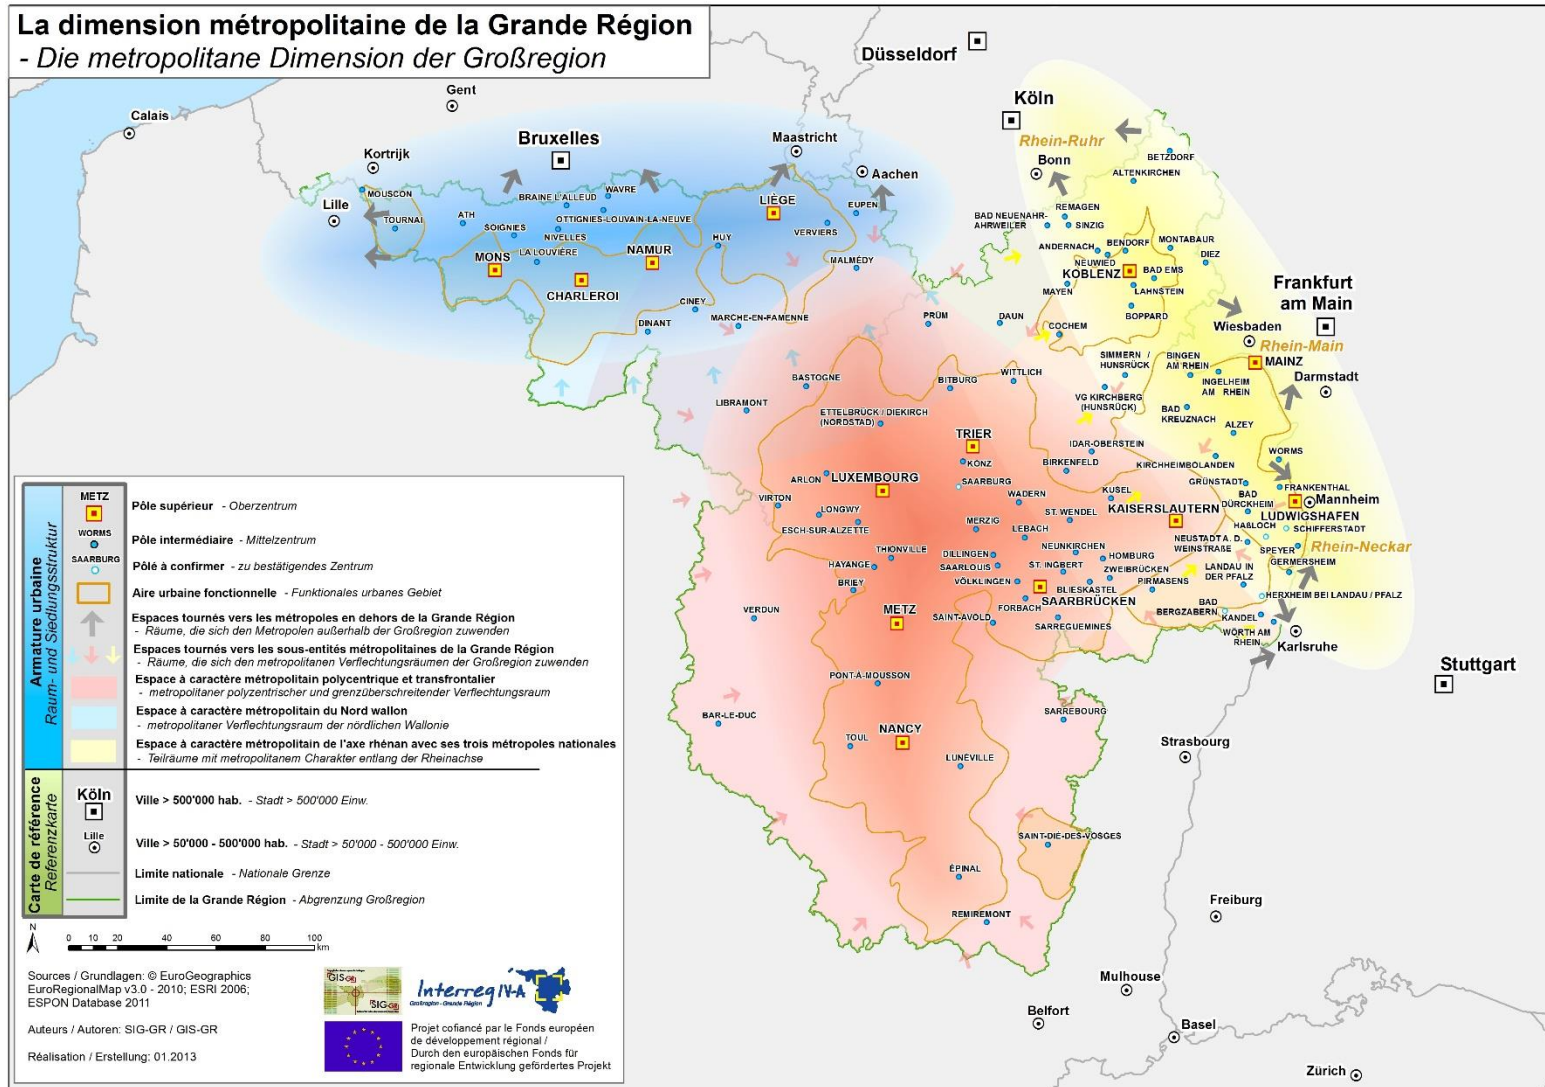 La dimension métropolitaine de la Grande Région
- Die metropolitane Dimension der Großregion
Düsseldorf
Gent
Calais
Köln
Bruxelles
Maastricht
Rhein-Ruhr
Kortrijk
Bonn
BETZDORF
Aachen
ALTENKIRCHEN
MOUSCON
WAVRE
BRAINE L'ALLEUD
LIÈGE
EUPEN
Lille
TOURNAI
ATH
OTTIGNIES-LOUVAIN-LA-NEUVE
REMAGEN
BAD NEUENAHR-
AHRWEILER
SINZIG
SOIGNIES
NIVELLES
VERVIERS
HUY
LA LOUVIÈRE
NAMUR
MONS
MALMÉDY
ANDERNACH
BENDORF
MONTABAUR
NEUWIED
DIEZ
KOBLENZ
BAD EMS
CHARLEROI
MAYEN
LAHNSTEIN
Frankfurt
am Main
CINEY
BOPPARD
DINANT
MARCHE-EN-FAMENNE
PRÜM
DAUN
COCHEM
Wiesbaden
Rhein-Main
MAINZ
SIMMERN /
HUNSRÜCK
BINGEN
AM RHEIN
BASTOGNE
BITBURG
WITTLICH
INGELHEIM
AM RHEIN
Darmstadt
LIBRAMONT
VG KIRCHBERG
(HUNSRÜCK)
BAD
KREUZNACH
ETTELBRÜCK / DIEKIRCH
(NORDSTAD)
ALZEY
TRIER
IDAR-OBERSTEIN
WORMS
KÖNZ
BIRKENFELD
KIRCHHEIMBOLANDEN
ARLON
LUXEMBOURG
SAARBURG
GRÜNSTADT
FRANKENTHAL
VIRTON
WADERN
KUSEL
BAD
DÜRCKHEIM
Mannheim
LONGWY
ST. WENDEL
KAISERSLAUTERN
LUDWIGSHAFEN
ESCH-SUR-ALZETTE
MERZIG
LEBACH
HAßLOCH
SCHIFFERSTADT
NEUSTADT A. D.
WEINSTRAßE
Rhein-Neckar
THIONVILLE
DILLINGEN
NEUNKIRCHEN
HOMBURG
SPEYER
HAYANGE
SAARLOUIS
ST. INGBERT
ZWEIBRÜCKEN
LANDAU IN
DER PFALZ
GERMERSHEIM
BRIEY
VÖLKLINGEN
BLIESKASTEL
PIRMASENS
SAARBRÜCKEN
HERXHEIM BEI LANDAU / PFALZ
VERDUN
METZ
FORBACH
BAD
BERGZABERN
SAINT-AVOLD
SARREGUEMINES
KANDEL
WÖRTH AM
RHEIN
Karlsruhe
Stuttgart
PONT-À-MOUSSON
BAR-LE-DUC
SARREBOURG
NANCY
TOUL
Strasbourg
LUNÉVILLE
SAINT-DIÉ-DES-VOSGES
ÉPINAL
Freiburg
REMIREMONT
Mulhouse
Belfort
Basel
Zürich
Armature urbaine
Raum- und Siedlungsstruktur
METZ
Pôle supérieur - Oberzentrum
WORMS
Pôle intermédiaire - Mittelzentrum
SAARBURG
Pôlé à confirmer - zu bestätigendes Zentrum
Aire urbaine fonctionnelle - Funktionales urbanes Gebiet
Espaces tournés vers les métropoles en dehors de la Grande Région
- Räume, die sich den Metropolen außerhalb der Großregion zuwenden
Espaces tournés vers les sous-entités métropolitaines de la Grande Région
- Räume, die sich den metropolitanen Verflechtungsräumen der Großregion zuwenden
Espace à caractère métropolitain polycentrique et transfrontalier
- metropolitaner polyzentrischer und grenzüberschreitender Verflechtungsraum
Espace à caractère métropolitain du Nord wallon
- metropolitaner Verflechtungsraum der nördlichen Wallonie
Espace à caractère métropolitain de l'axe rhénan avec ses trois métropoles nationales
- Teilräume mit metropolitanem Charakter entlang der Rheinachse
Carte de référence
Referenzkarte
Köln
Ville > 500'000 hab. - Stadt > 500'000 Einw.
Lille
Ville > 50'000 - 500'000 hab. - Stadt > 50'000 - 500'000 Einw.
Limite nationale - Nationale Grenze
Limite de la Grande Région - Abgrenzung Großregion
N
0 10 20 40 60 80 100
km
Sources / Grundlagen: © EuroGeographics
EuroRegionalMap v3.0 - 2010; ESRI 2006;
ESPON Database 2011
Auteurs / Autoren: SIG-GR / GIS-GR
Réalisation / Erstellung: 01.2013
GIS-GR
SIG-GR
Interreg IV-A
Großregion - Grande Région
Projet cofiancé par le Fonds européen
de développement régional /
Durch den europäischen Fonds für
regionale Entwicklung gefördertes Projekt